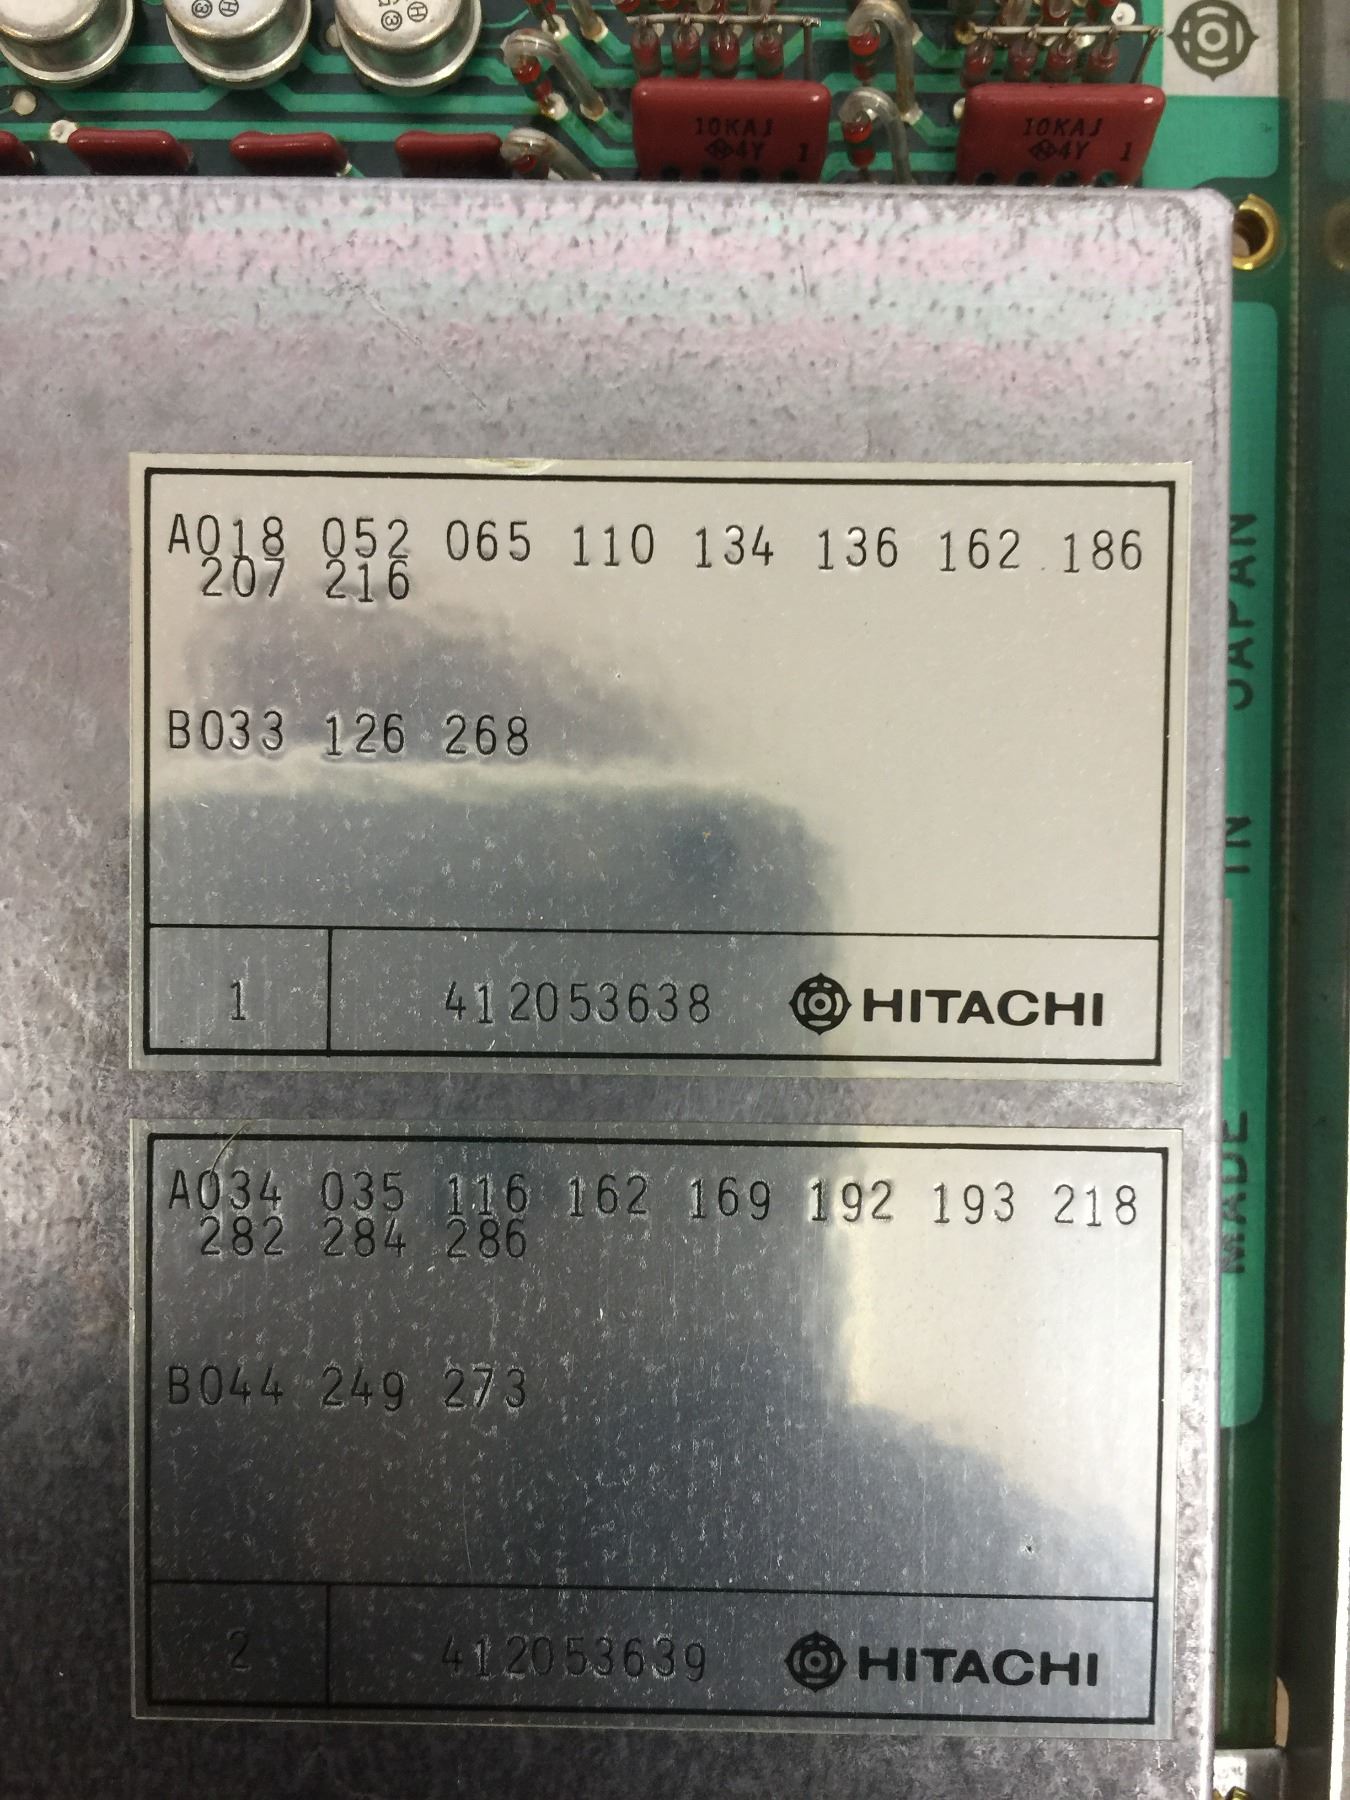 10KAJ
4Y 1
10KAJ
4Y 1
A018 052 065 110 134 136 162 186
207 216
B033 126 268
1 412053638 HITACHI
A034 035 116 162 169 192 193 218
282 284 286
B044 249 273
2 412053639 HITACHI
MADE IN JAPAN